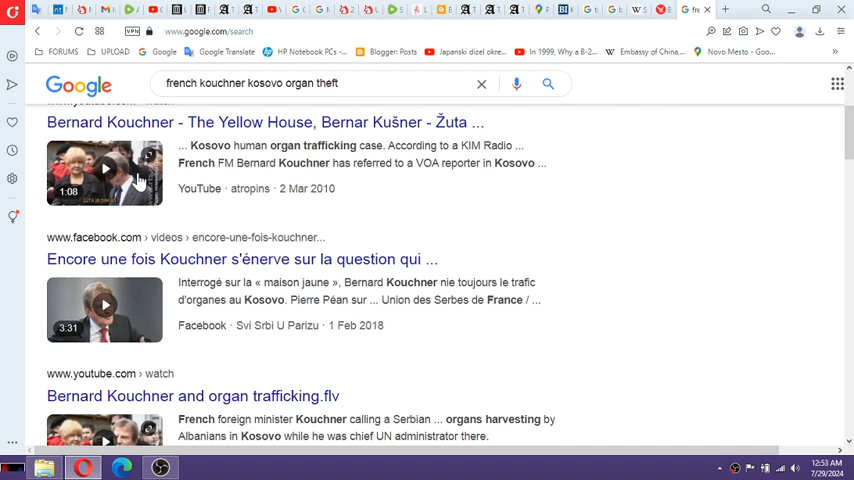 www.google.com/search
VPN
FORUMS
UPLOAD
Google
Google Translate
HP NetworkCheck
Blogger: Posts
Japanski dizel okre...
In 1999, Why a B-2...
Embassy of China,...
Novo Mesto - Goo...
Google
french kouchner kosovo organ theft
Bernard Kouchner - The Yellow House, Bernar Kušner - Žuta ...
... Kosovo human organ trafficking case. According to a KIM Radio ...
French FM Bernard Kouchner has referred to a VOA reporter in Kosovo ...
1:08
YouTube · atropins · 2 Mar 2010
www.facebook.com › videos › encore-une-fois-kouchner...
Encore une fois Kouchner s'énerve sur la question qui ...
Interrogé sur la « maison jaune », Bernard Kouchner nie toujours le trafic
d'organes au Kosovo. Pierre Péan sur ... Union des Serbes de France / ...
3:31
Facebook · Svi Srbi U Parizu · 1 Feb 2018
www.youtube.com › watch
Bernard Kouchner and organ trafficking.flv
French foreign minister Kouchner calling a Serbian ... organs harvesting by
Albanians in Kosovo while he was chief UN administrator there.
12:53 AM
7/29/2024